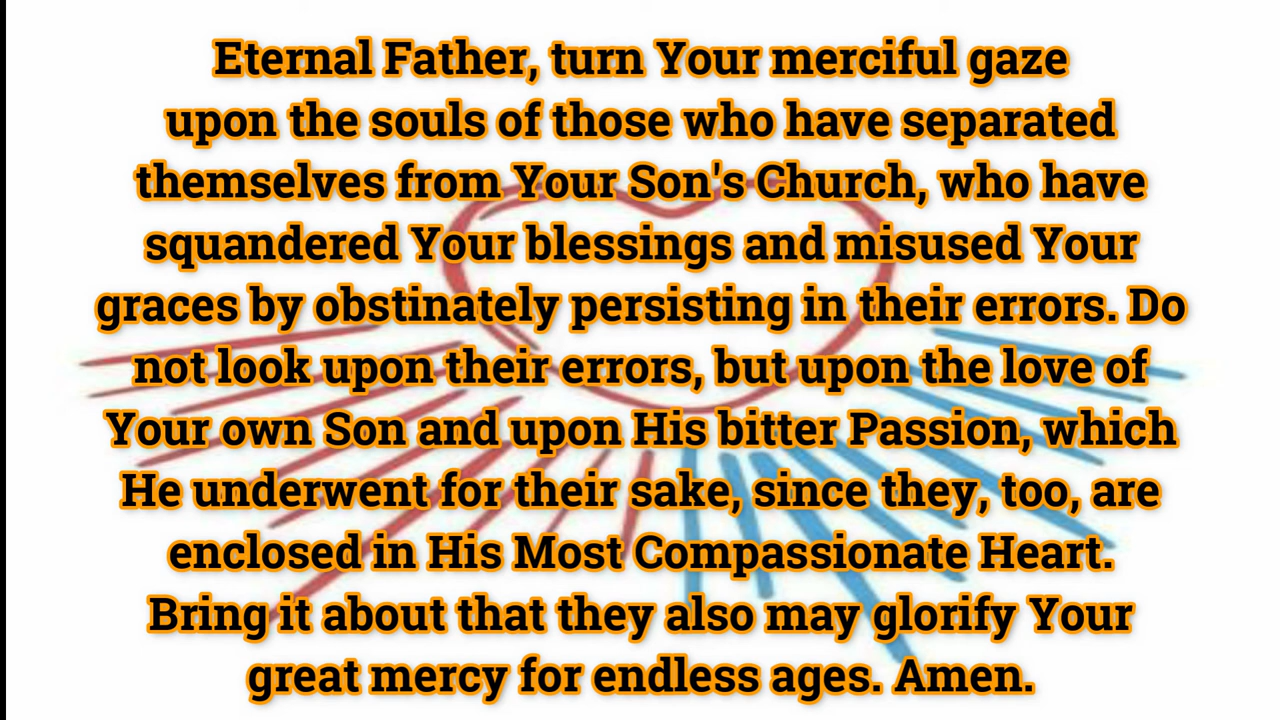 Eternal Father, turn Your merciful gaze
upon the souls of those who have separated
themselves from Your Son's Church, who have
squandered Your blessings and misused Your
graces by obstinately persisting in their errors. Do
not look upon their errors, but upon the love of
Your own Son and upon His bitter Passion, which
He underwent for their sake, since they, too, are
enclosed in His Most Compassionate Heart.
Bring it about that they also may glorify Your
great mercy for endless ages. Amen.